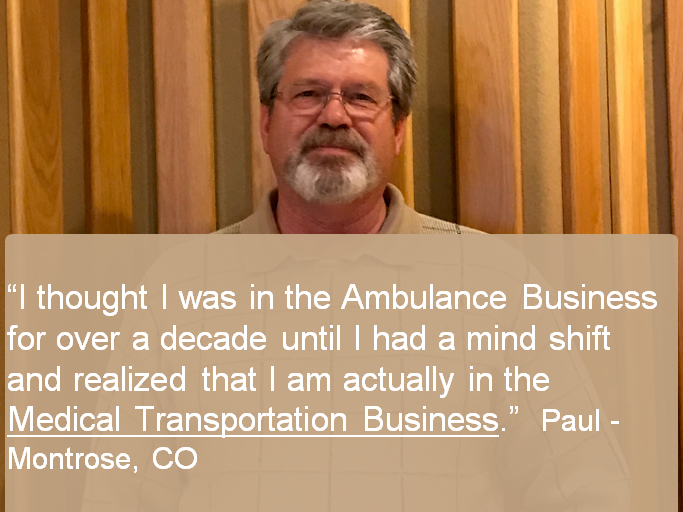 “I thought I was in the Ambulance Business
for over a decade until I had a mind shift
and realized that I am actually in the
Medical Transportation Business.” Paul -
Montrose, CO